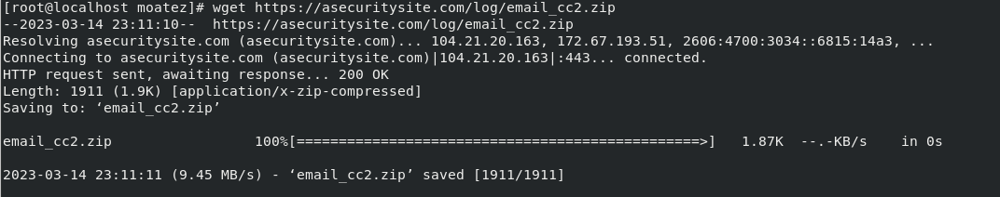 [root@localhost moatez]# wget https://asecuritysite.com/log/email_cc2.zip
--2023-03-14 23:11:10--  https://asecuritysite.com/log/email_cc2.zip
Resolving asecuritysite.com (asecuritysite.com)... 104.21.20.163, 172.67.193.51, 2606:4700:3034::6815:14a3, ...
Connecting to asecuritysite.com (asecuritysite.com)|104.21.20.163|:443... connected.
HTTP request sent, awaiting response... 200 OK
Length: 1911 (1.9K) [application/x-zip-compressed]
Saving to: ‘email_cc2.zip’
email_cc2.zip                 100%[================================================>]   1.87K  --.-KB/s    in 0s
2023-03-14 23:11:11 (9.45 MB/s) - ‘email_cc2.zip’ saved [1911/1911]